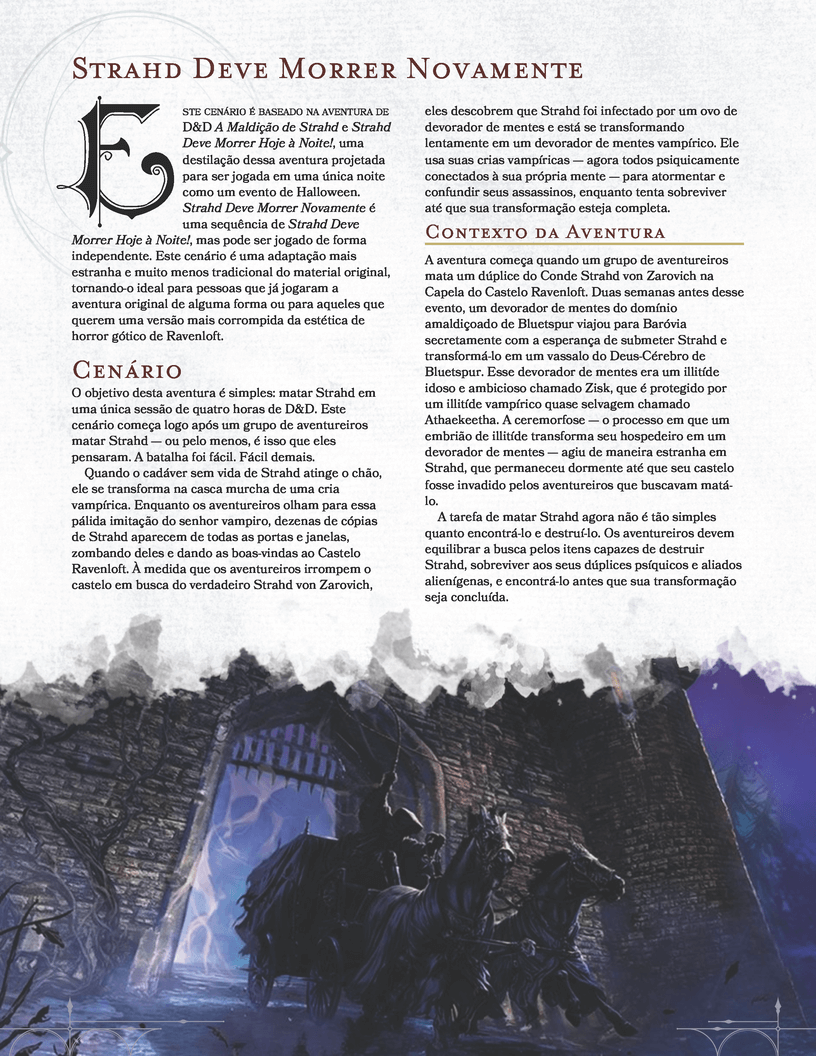 Strahd Deve Morrer Novamente
Este cenário é baseado na aventura de
D&D A Maldição de Strahd e Strahd
Deve Morrer Hoje à Noite!, uma
destilação dessa aventura projetada
para ser jogada em uma única noite
como um evento de Halloween.
Strahd Deve Morrer Novamente é
uma sequência de Strahd Deve
Morrer Hoje à Noite!, mas pode ser jogado de forma
independente. Este cenário é uma adaptação mais
estranha e muito menos tradicional do material original,
tornando-o ideal para pessoas que já jogaram a
aventura original de alguma forma ou para aqueles que
querem uma versão mais corrompida da estética de
horror gótico de Ravenloft.
Cenário
O objetivo desta aventura é simples: matar Strahd em
uma única sessão de quatro horas de D&D. Este
cenário começa logo após um grupo de aventureiros
matar Strahd — ou pelo menos, é isso que eles
pensaram. A batalha foi fácil. Fácil demais.
Quando o cadáver sem vida de Strahd atinge o chão,
ele se transforma na casca murcha de uma cria
vampírica. Enquanto os aventureiros olham para essa
pálida imitação do senhor vampiro, dezenas de cópias
de Strahd aparecem de todas as portas e janelas,
zombando deles e dando as boas-vindas ao Castelo
Ravenloft. À medida que os aventureiros irrompem o
castelo em busca do verdadeiro Strahd von Zarovich,
eles descobrem que Strahd foi infectado por um ovo de
devorador de mentes e está se transformando
lentamente em um devorador de mentes vampírico. Ele
usa suas crias vampíricas — agora todos psiquicamente
conectados à sua própria mente — para atormentar e
confundir seus assassinos, enquanto tenta sobreviver
até que sua transformação esteja completa.
Contexto da Aventura
A aventura começa quando um grupo de aventureiros
mata um dúplice do Conde Strahd von Zarovich na
Capela do Castelo Ravenloft. Duas semanas antes desse
evento, um devorador de mentes do domínio
amaldiçoado de Bluetspur viajou para Baróvia
secretamente com a esperança de submeter Strahd e
transformá-lo em um vassalo do Deus-Cérebro de
Bluetspur. Esse devorador de mentes era um illitíde
idoso e ambicioso chamado Zisk, que é protegido por
um illitíde vampírico quase selvagem chamado
Athaekeetha. A ceremorfose — o processo em que um
embrião de illitíde transforma seu hospedeiro em um
devorador de mentes — agiu de maneira estranha em
Strahd, que permaneceu dormente até que seu castelo
fosse invadido pelos aventureiros que buscavam matá-
lo.
A tarefa de matar Strahd agora não é tão simples
quanto encontrá-lo e destruí-lo. Os aventureiros devem
equilibrar a busca pelos itens capazes de destruir
Strahd, sobreviver aos seus dúplices psíquicos e aliados
alienígenas, e encontrá-lo antes que sua transformação
seja concluída.